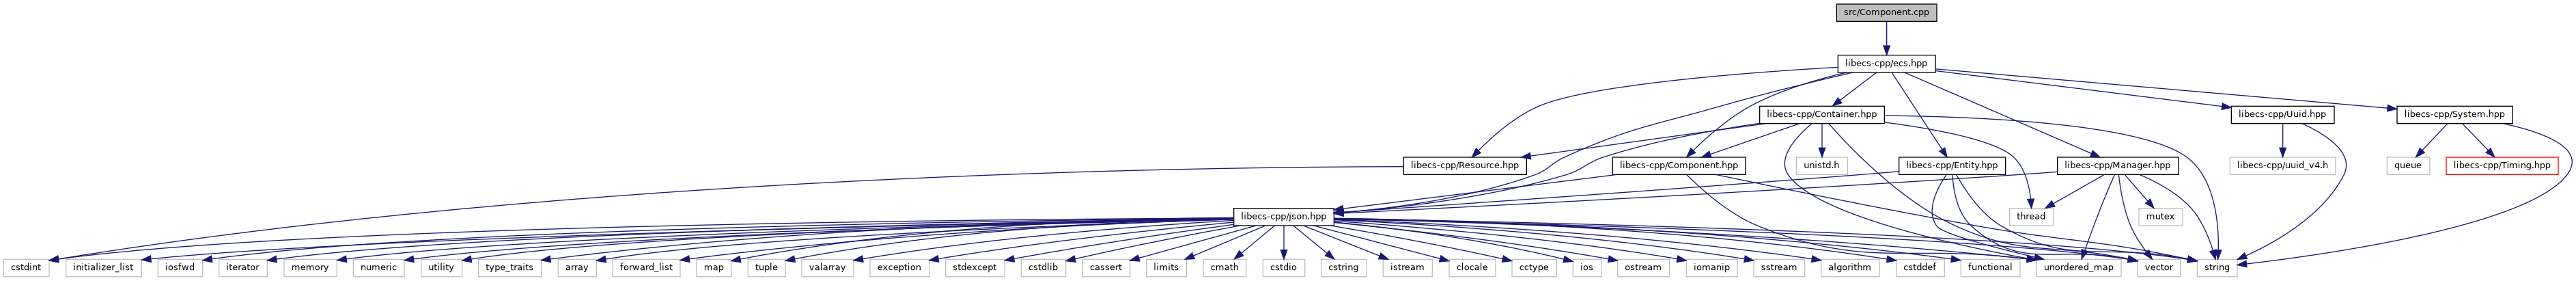 src/Component.cpp
libecs-cpp/ecs.hpp
libecs-cpp/Container.hpp
libecs-cpp/Uuid.hpp
libecs-cpp/System.hpp
libecs-cpp/Resource.hpp
libecs-cpp/Component.hpp
unistd.h
libecs-cpp/Entity.hpp
libecs-cpp/Manager.hpp
libecs-cpp/uuid_v4.h
queue
libecs-cpp/Timing.hpp
libecs-cpp/json.hpp
thread
mutex
cstdint
initializer_list
iosfwd
iterator
memory
numeric
utility
type_traits
array
forward_list
map
tuple
valarray
exception
stdexcept
cstdlib
cassert
limits
cmath
cstdio
cstring
istream
clocale
cctype
ios
ostream
iomanip
sstream
algorithm
cstddef
functional
unordered_map
vector
string